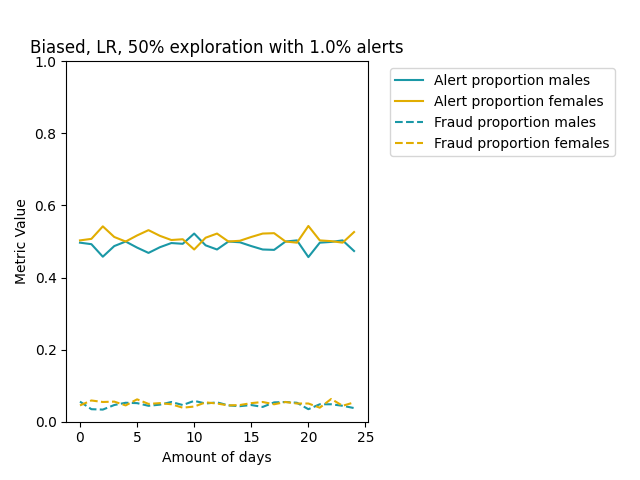 Biased, LR, 50% exploration with 1.0% alerts
Alert proportion males
Alert proportion females
Fraud proportion males
Fraud proportion females
Metric Value
1.0
0.8
0.6
0.4
0.2
0.0
0 5 10 15 20 25
Amount of days